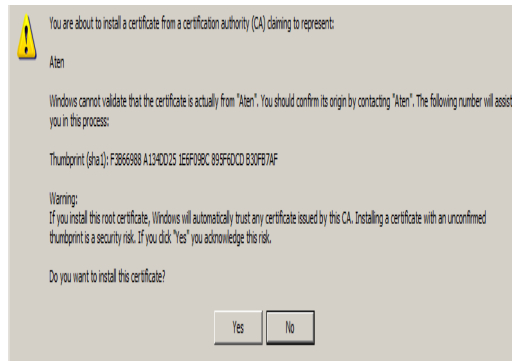 You are about to install a certificate from a certification authority (CA) claiming to represent:
Aten
Windows cannot validate that the certificate is actually from "Aten". You should confirm its origin by contacting "Aten". The following number will assist
you in this process:
Thumbprint (sha1): F3B66988 A134DD25 1E6F09BC 895F6DCD B30FB7AF
Warning:
If you install this root certificate, Windows will automatically trust any certificate issued by this CA. Installing a certificate with an unconfirmed
thumbprint is a security risk. If you click "Yes" you acknowledge this risk.
Do you want to install this certificate?
Yes No